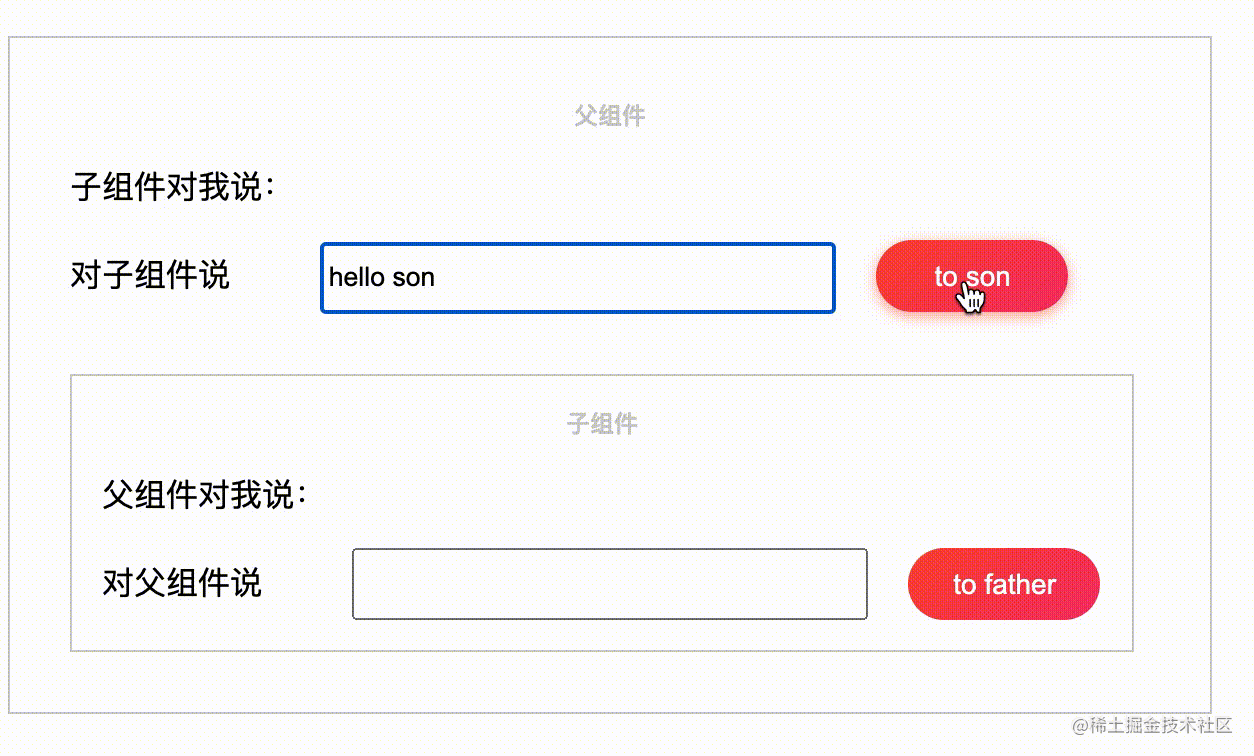 父组件
子组件对我说：
对子组件说 hello son to son
子组件
父组件对我说：
对父组件说 to father
@稀土掘金技术社区